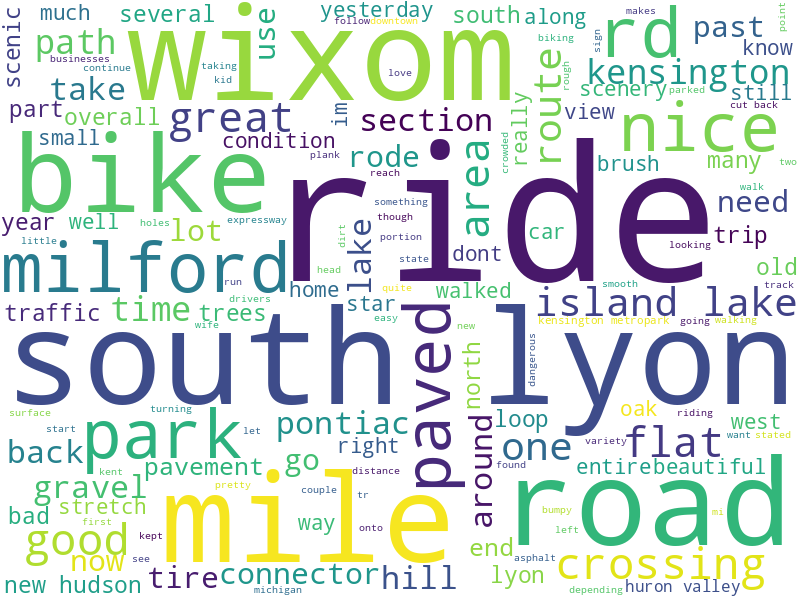 much several yesterday south along makes point
scenic businesses wixom follow downtown use rd past know
path continue taking kid love biking sign
take kensington
part great im section route rough scenery parked still
overall cut back
small condition really view
bike plank rode area crowded nice
reach brush many two
ride walk
year well holes expressway lot something need
though car trip
lake dirt portion dont looking
little state old
milford head home quite walked smooth track
run
traffic time drivers trees star island lake
wife easy new kensington metropark going walking
south lyon
paved north dangerous
surface turning oak riding
start let pontiac loop west
park right around variety want stated
back one flat
kent pavement go distance found entire beautiful
gravel pretty couple tr
stretch mile road bumpy mi
bad first way onto left
good kept end asphalt
now see crossing
new hudson tire connector hill lyon depending huron valley
michigan